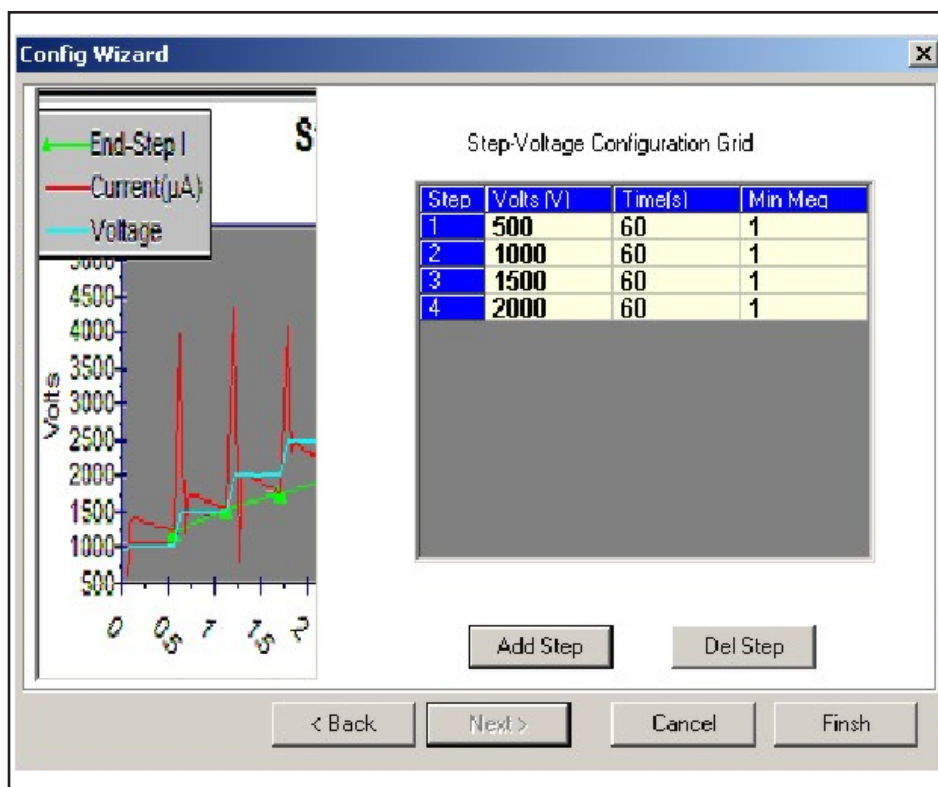 Config Wizard
End-Step I
Current(µA)
Voltage
S
Step-Voltage Configuration Grid
Step Volts (V) Time(s) Min Meg
1 500 60 1
2 1000 60 1
3 1500 60 1
4 2000 60 1
Volts
5000
4500
4000
3500
3000
2500
2000
1500
1000
500
0 0.5 1 1.5 2
Add Step Del Step
< Back Next > Cancel Finsh